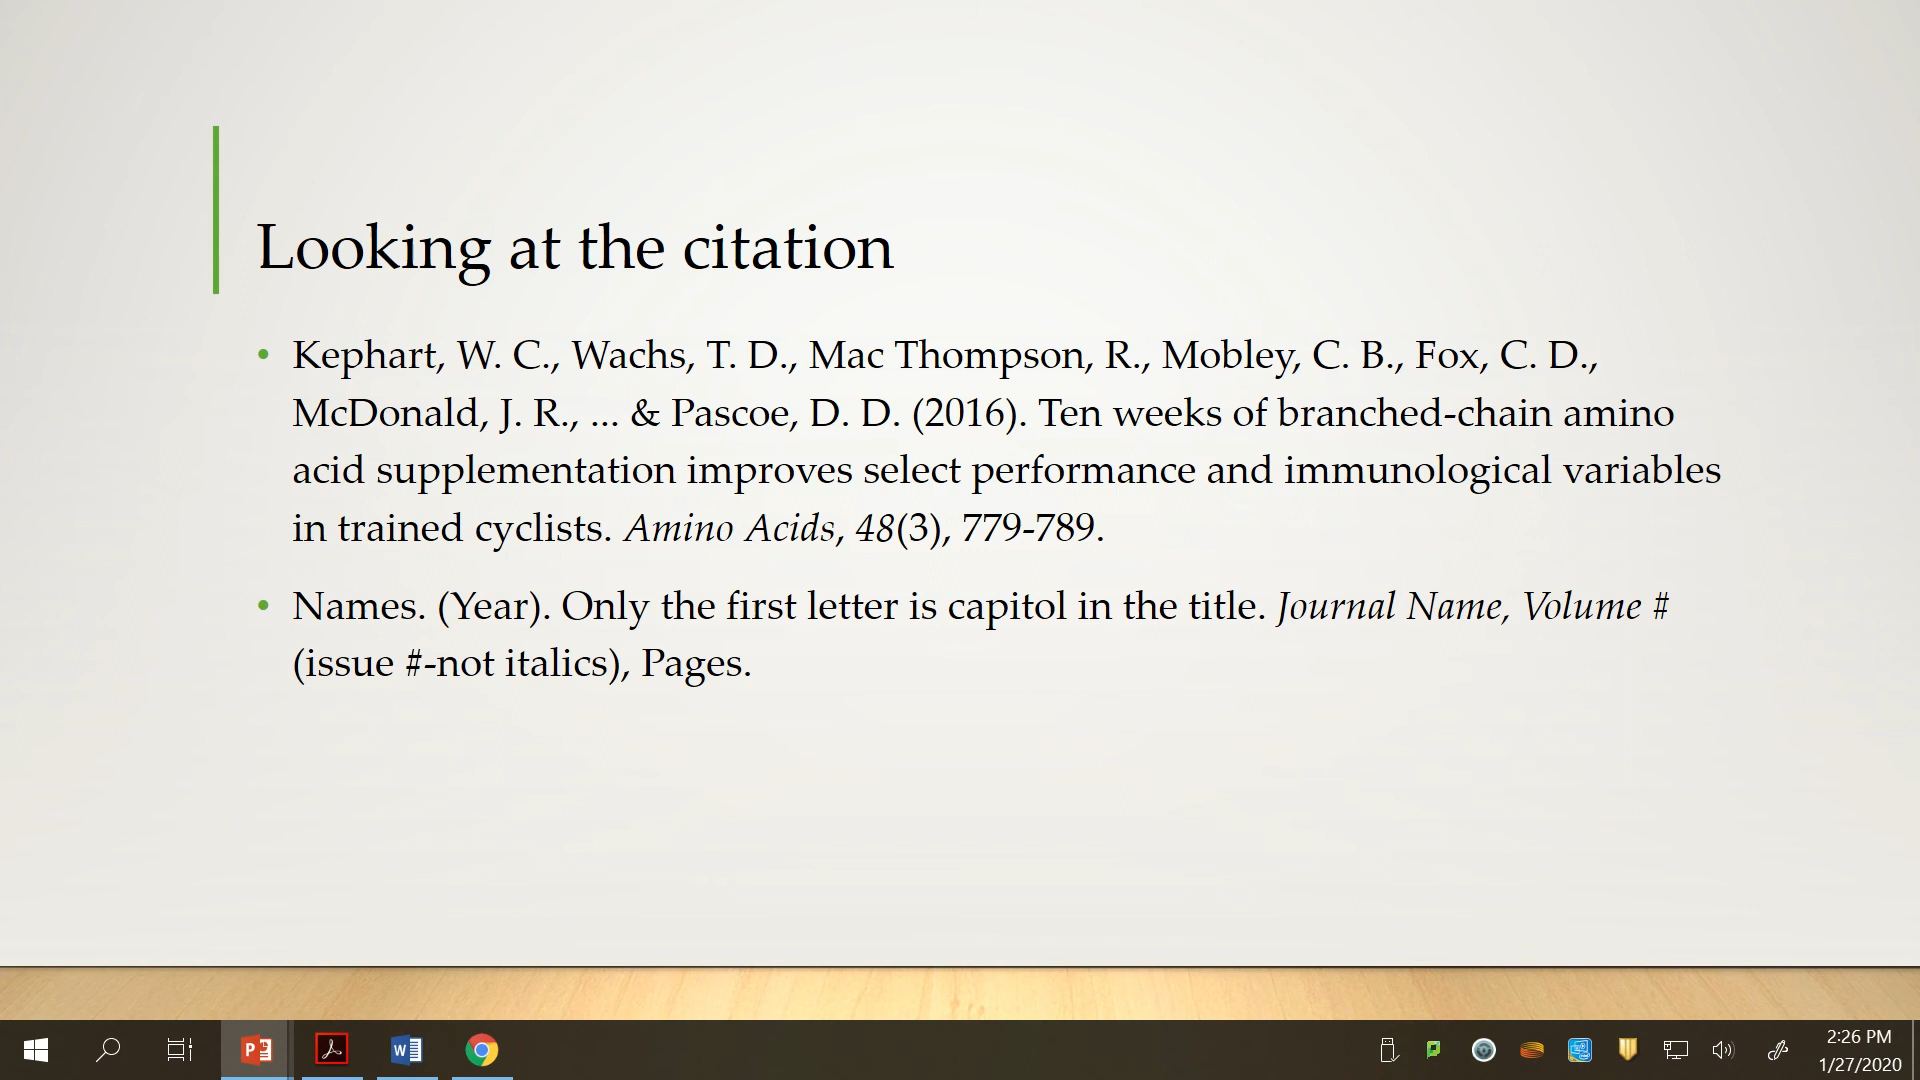 Looking at the citation
• Kephart, W. C., Wachs, T. D., Mac Thompson, R., Mobley, C. B., Fox, C. D.,
McDonald, J. R., ... & Pascoe, D. D. (2016). Ten weeks of branched-chain amino
acid supplementation improves select performance and immunological variables
in trained cyclists. Amino Acids, 48(3), 779-789.
• Names. (Year). Only the first letter is capitol in the title. Journal Name, Volume #
(issue #-not italics), Pages.
2:26 PM
1/27/2020